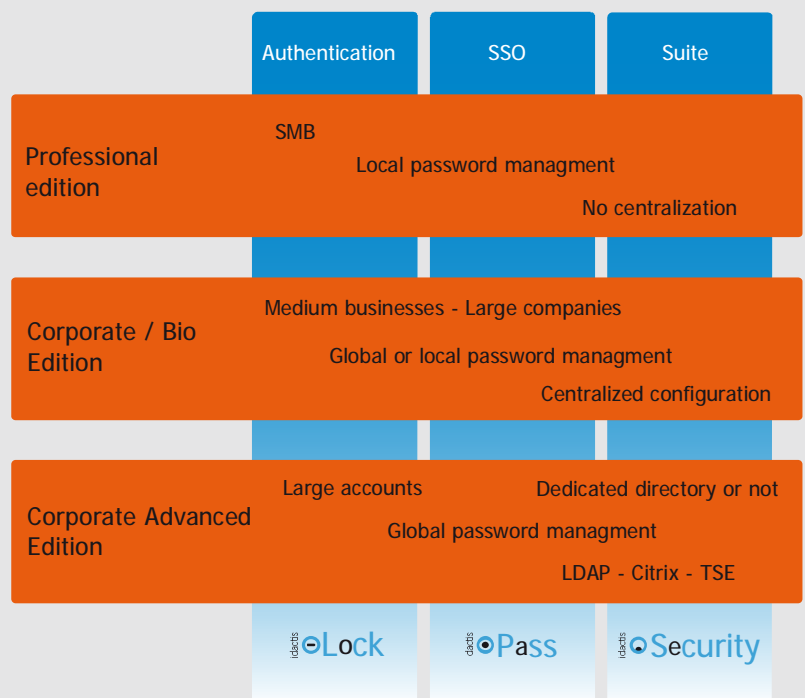 Authentication
SSO
Suite
Professional
edition
SMB
Local password managment
No centralization
Corporate / Bio
Edition
Medium businesses - Large companies
Global or local password managment
Centralized configuration
Corporate Advanced
Edition
Large accounts
Dedicated directory or not
Global password managment
LDAP - Citrix - TSE
idactis Lock
idactis Pass
idactis Security